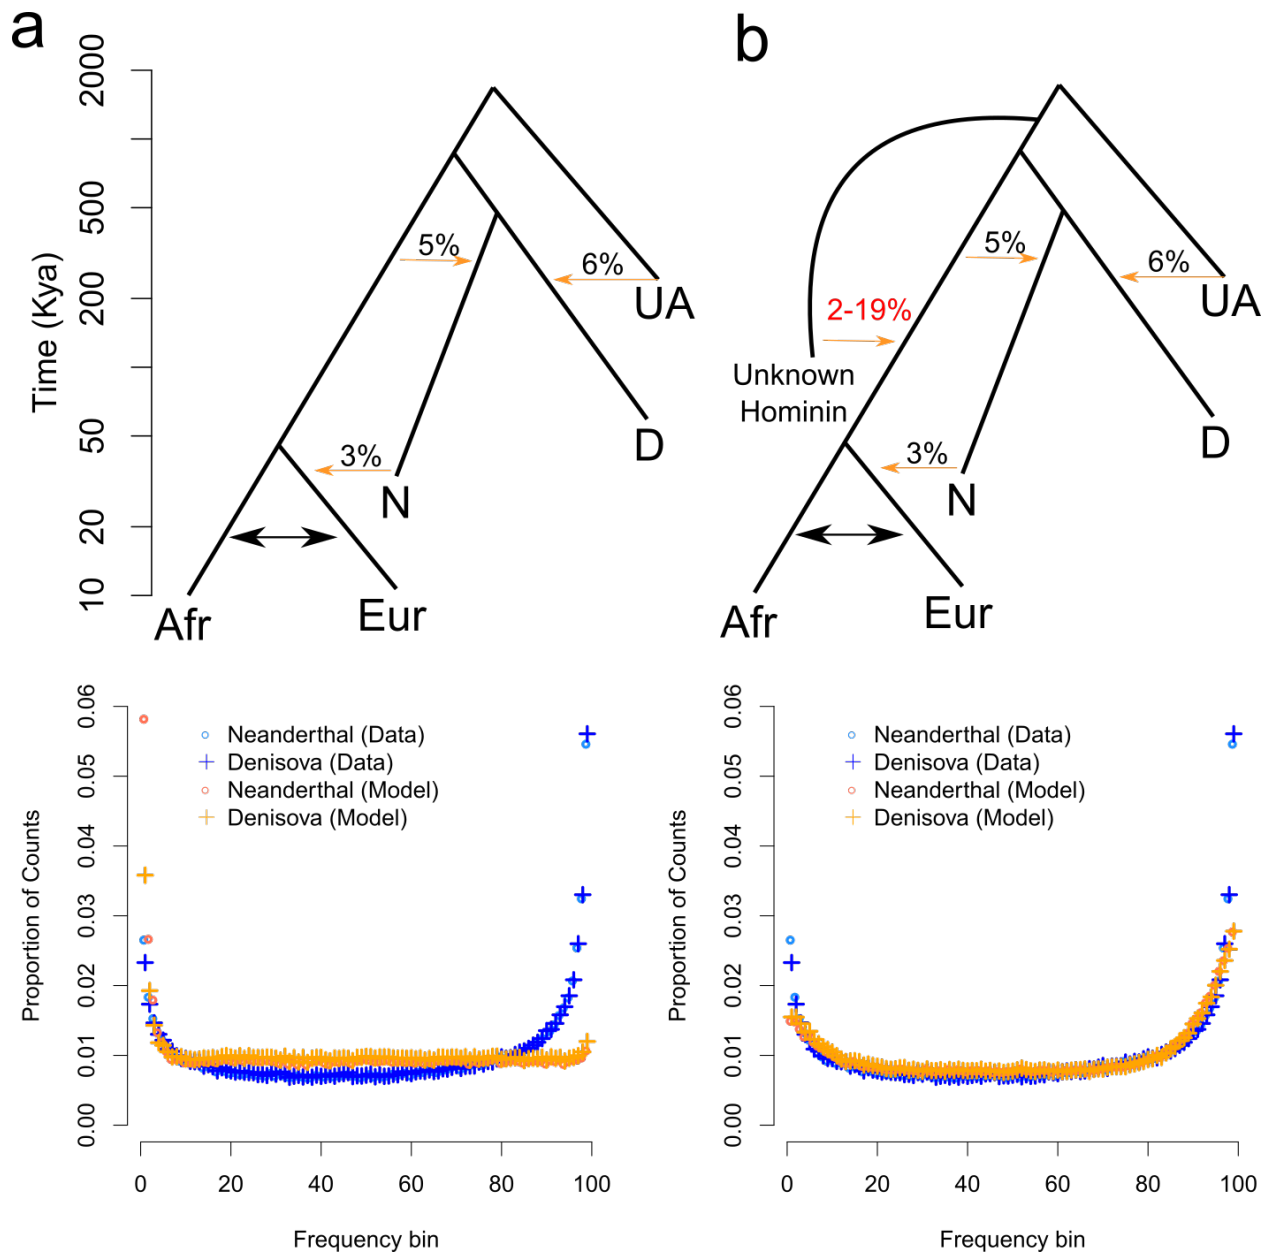 a
Time (Kya)
2000
500
200
50
20
10
5%
6%
UA
D
3%
N
Afr
Eur
b
5%
6%
UA
2-19%
Unknown
Hominin
D
3%
N
Afr
Eur
Proportion of Counts
0.06
0.05
0.04
0.03
0.02
0.01
0.00
Neanderthal (Data)
Denisova (Data)
Neanderthal (Model)
Denisova (Model)
0 20 40 60 80 100
Frequency bin
Proportion of Counts
0.06
0.05
0.04
0.03
0.02
0.01
0.00
Neanderthal (Data)
Denisova (Data)
Neanderthal (Model)
Denisova (Model)
0 20 40 60 80 100
Frequency bin